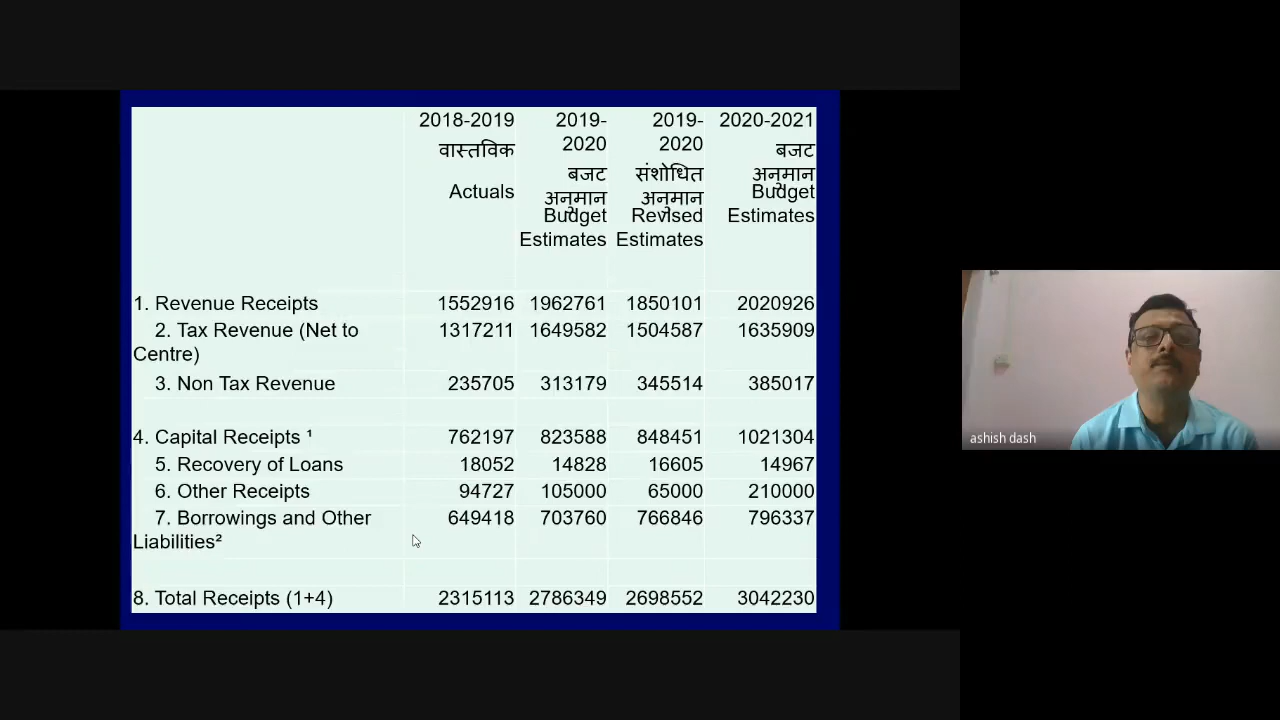 2018-2019 2019- 2019- 2020-2021
2020 2020
वास्तविक बजट
बजट संशोधित अनुमान
Actuals Budget
अनुमान अनुमान
Budget Revised Estimates
Estimates Estimates
1. Revenue Receipts 1552916 1962761 1850101 2020926
2. Tax Revenue (Net to 1317211 1649582 1504587 1635909
Centre)
3. Non Tax Revenue 235705 313179 345514 385017
4. Capital Receipts ¹ 762197 823588 848451 1021304
5. Recovery of Loans 18052 14828 16605 14967
6. Other Receipts 94727 105000 65000 210000
7. Borrowings and Other 649418 703760 766846 796337
Liabilities²
8. Total Receipts (1+4) 2315113 2786349 2698552 3042230
ashish dash